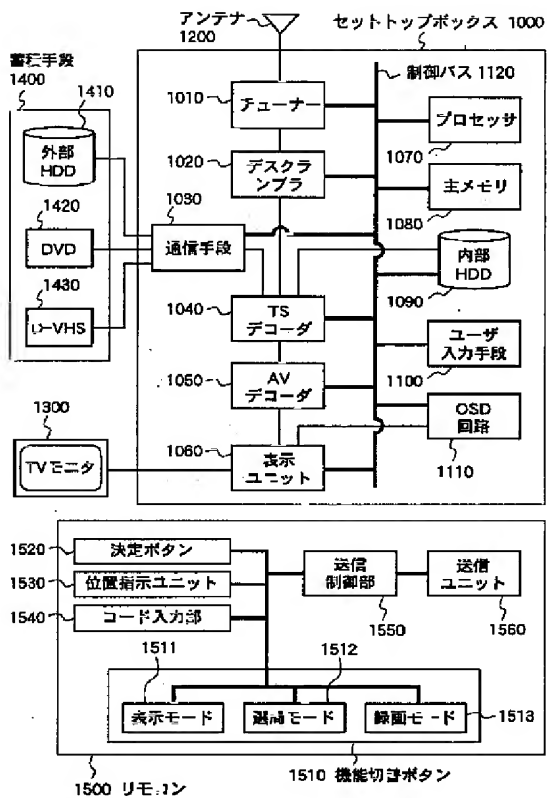 アンテナ
1200
セットトップボックス 1000
蓄積手段
1400
1410
外部
HDD
1420
DVD
1430
D-VHS
1300
TVモニタ
1010
チューナー
1020
デスクラ
ンブラ
1030
通信手段
1040
TS
デコーダ
1050
AV
デコーダ
1060
表示
ユニット
制御バス 1120
プロセッサ
1070
主メモリ
1080
内部
HDD
1090
ユーザ
入力手段
1100
OSD
回路
1110
1520
決定ボタン
1530
位置指示ユニット
1540
コード入力部
送信
制御部
1550
送信
ユニット
1560
1511
表示モード
1512
選局モード
録画モード
1513
1510 機能切替ボタン
1500 リモコン